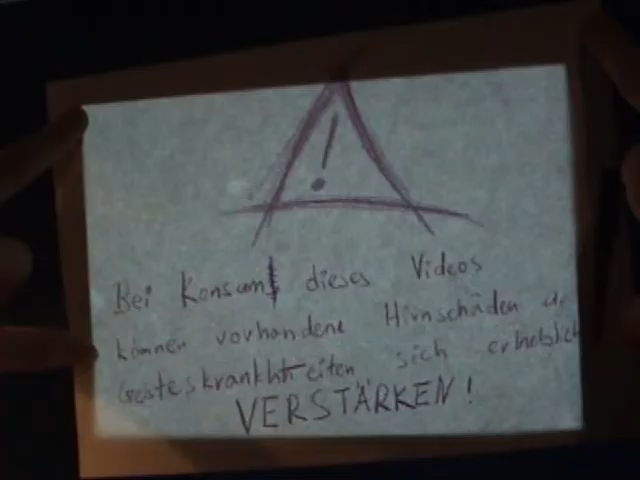 !
Bei Konsum dieses Videos
können vorhandene Hirnschäden u.
Geisteskrankheiten sich erheblich
VERSTÄRKEN!